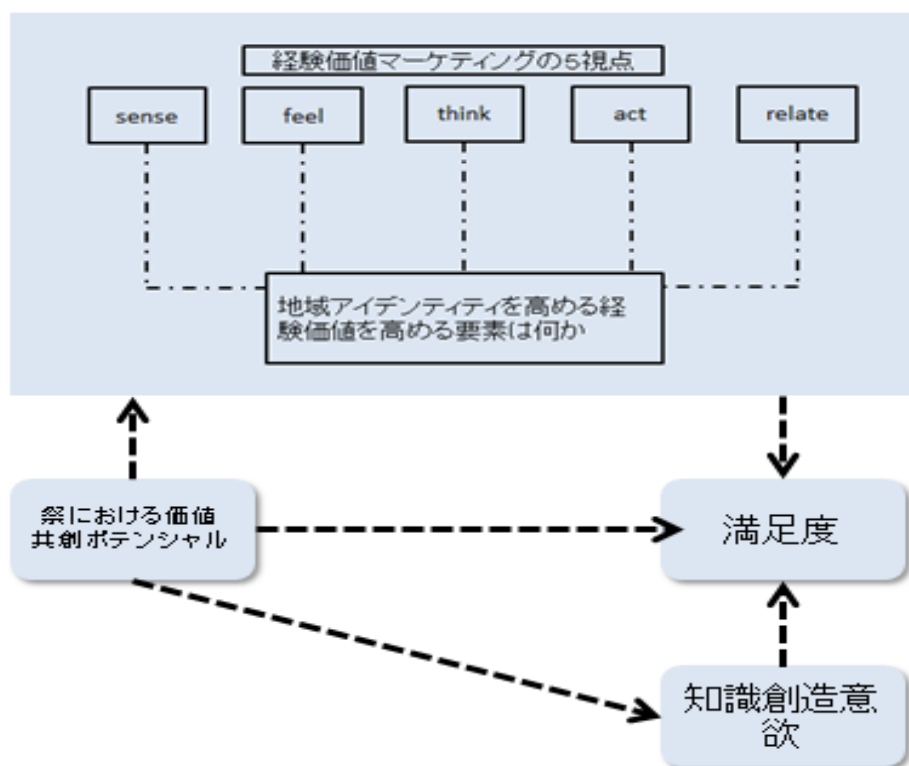 経験価値マーケティングの5視点
sense
feel
think
act
relate
地域アイデンティティを高める経
験価値を高める要素は何か
祭における価値
共創ポテンシャル
満足度
知識創造意
欲